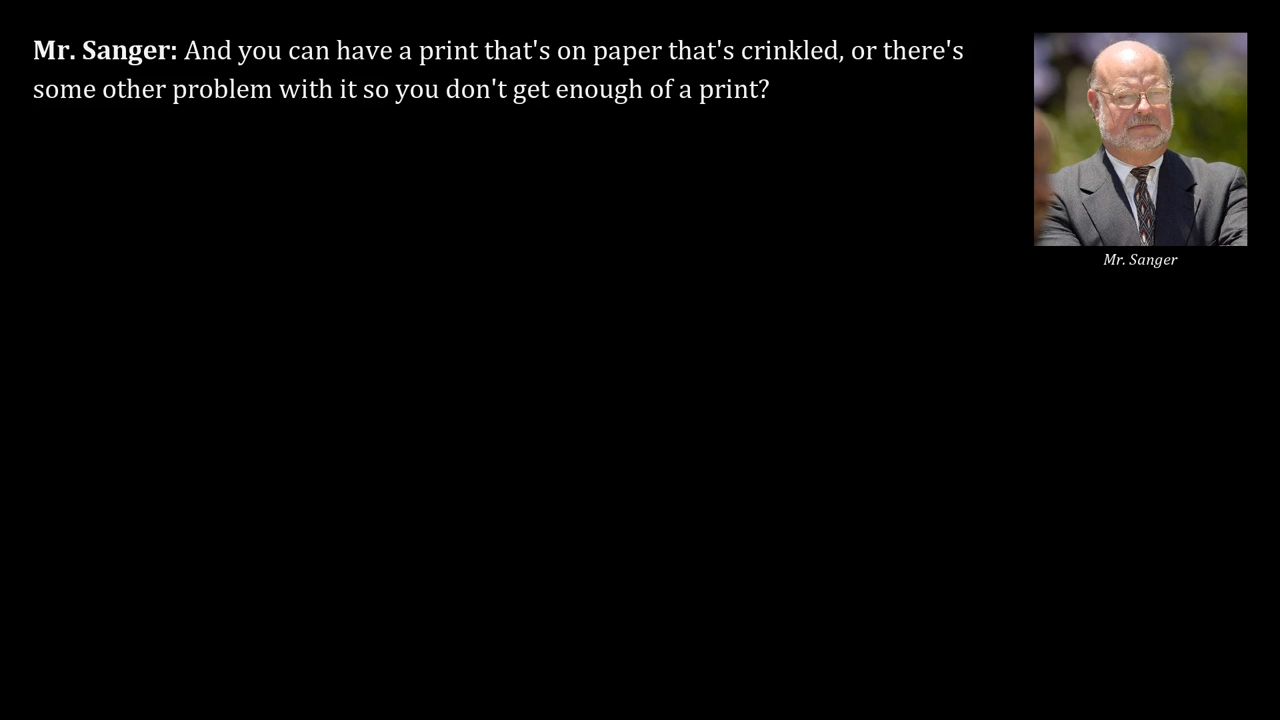 Mr. Sanger: And you can have a print that's on paper that's crinkled, or there's
some other problem with it so you don't get enough of a print?
Mr. Sanger